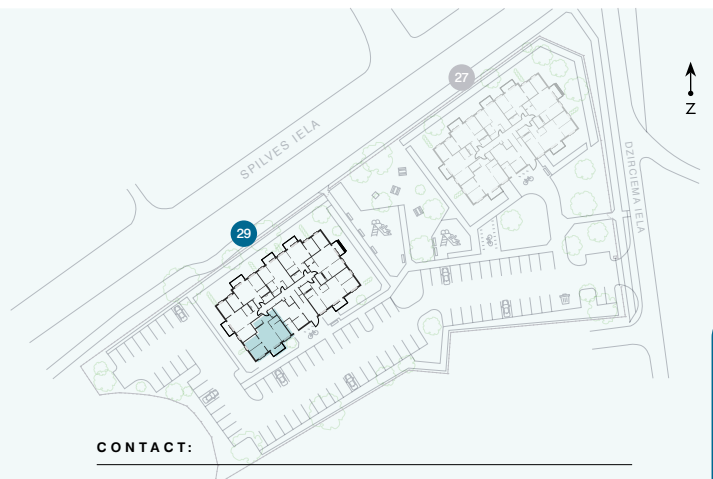 27
Z
SPILVES IELA
DZIRCIEMA IELA
29
CONTACT: